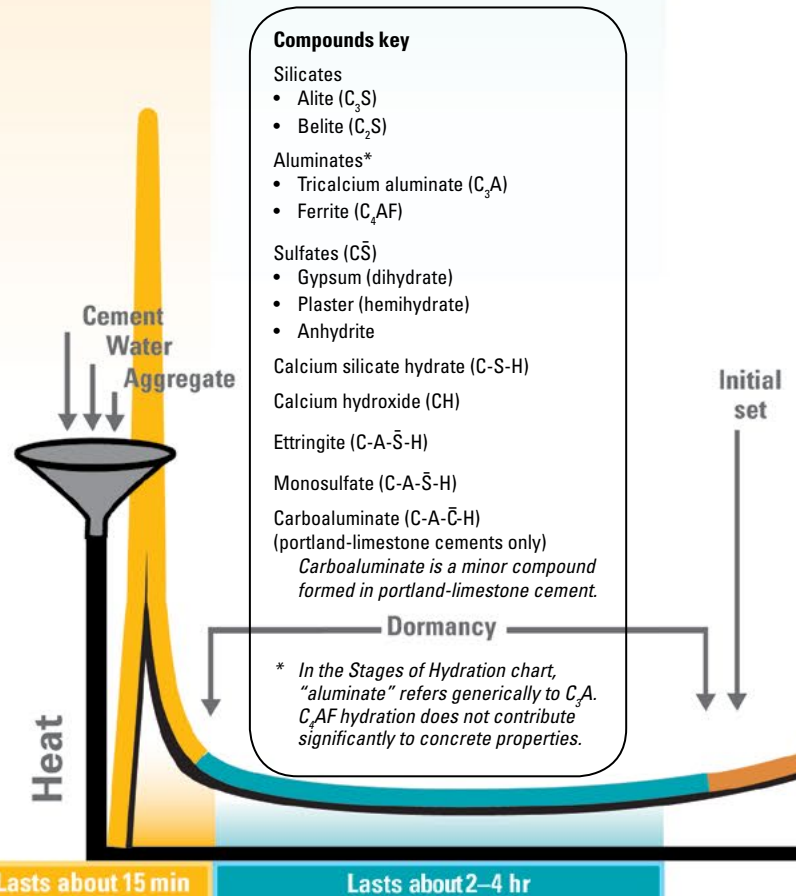 Compounds key
Silicates
• Alite (C₃S)
• Belite (C₂S)
Aluminates*
• Tricalcium aluminate (C₃A)
• Ferrite (C₄AF)
Sulfates (CS̄)
• Gypsum (dihydrate)
• Plaster (hemihydrate)
• Anhydrite
Calcium silicate hydrate (C-S-H)
Calcium hydroxide (CH)
Ettringite (C-A-S̄-H)
Monosulfate (C-A-S̄-H)
Carboaluminate (C-A-C̄-H)
(portland-limestone cements only)
Carboaluminate is a minor compound
formed in portland-limestone cement.
Cement
Water
Aggregate
Initial
set
Dormancy
* In the Stages of Hydration chart,
“aluminate” refers generically to C₃A.
C₄AF hydration does not contribute
significantly to concrete properties.
Heat
Lasts about 15 min
Lasts about 2–4 hr